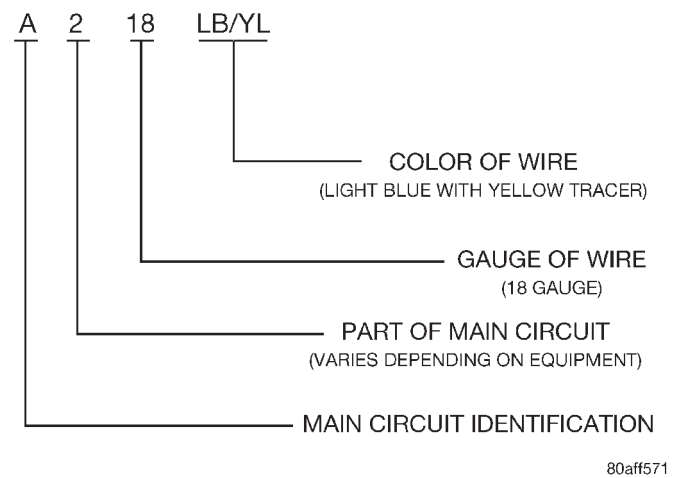 A 2 18 LB/YL
COLOR OF WIRE
(LIGHT BLUE WITH YELLOW TRACER)
GAUGE OF WIRE
(18 GAUGE)
PART OF MAIN CIRCUIT
(VARIES DEPENDING ON EQUIPMENT)
MAIN CIRCUIT IDENTIFICATION
80aff571